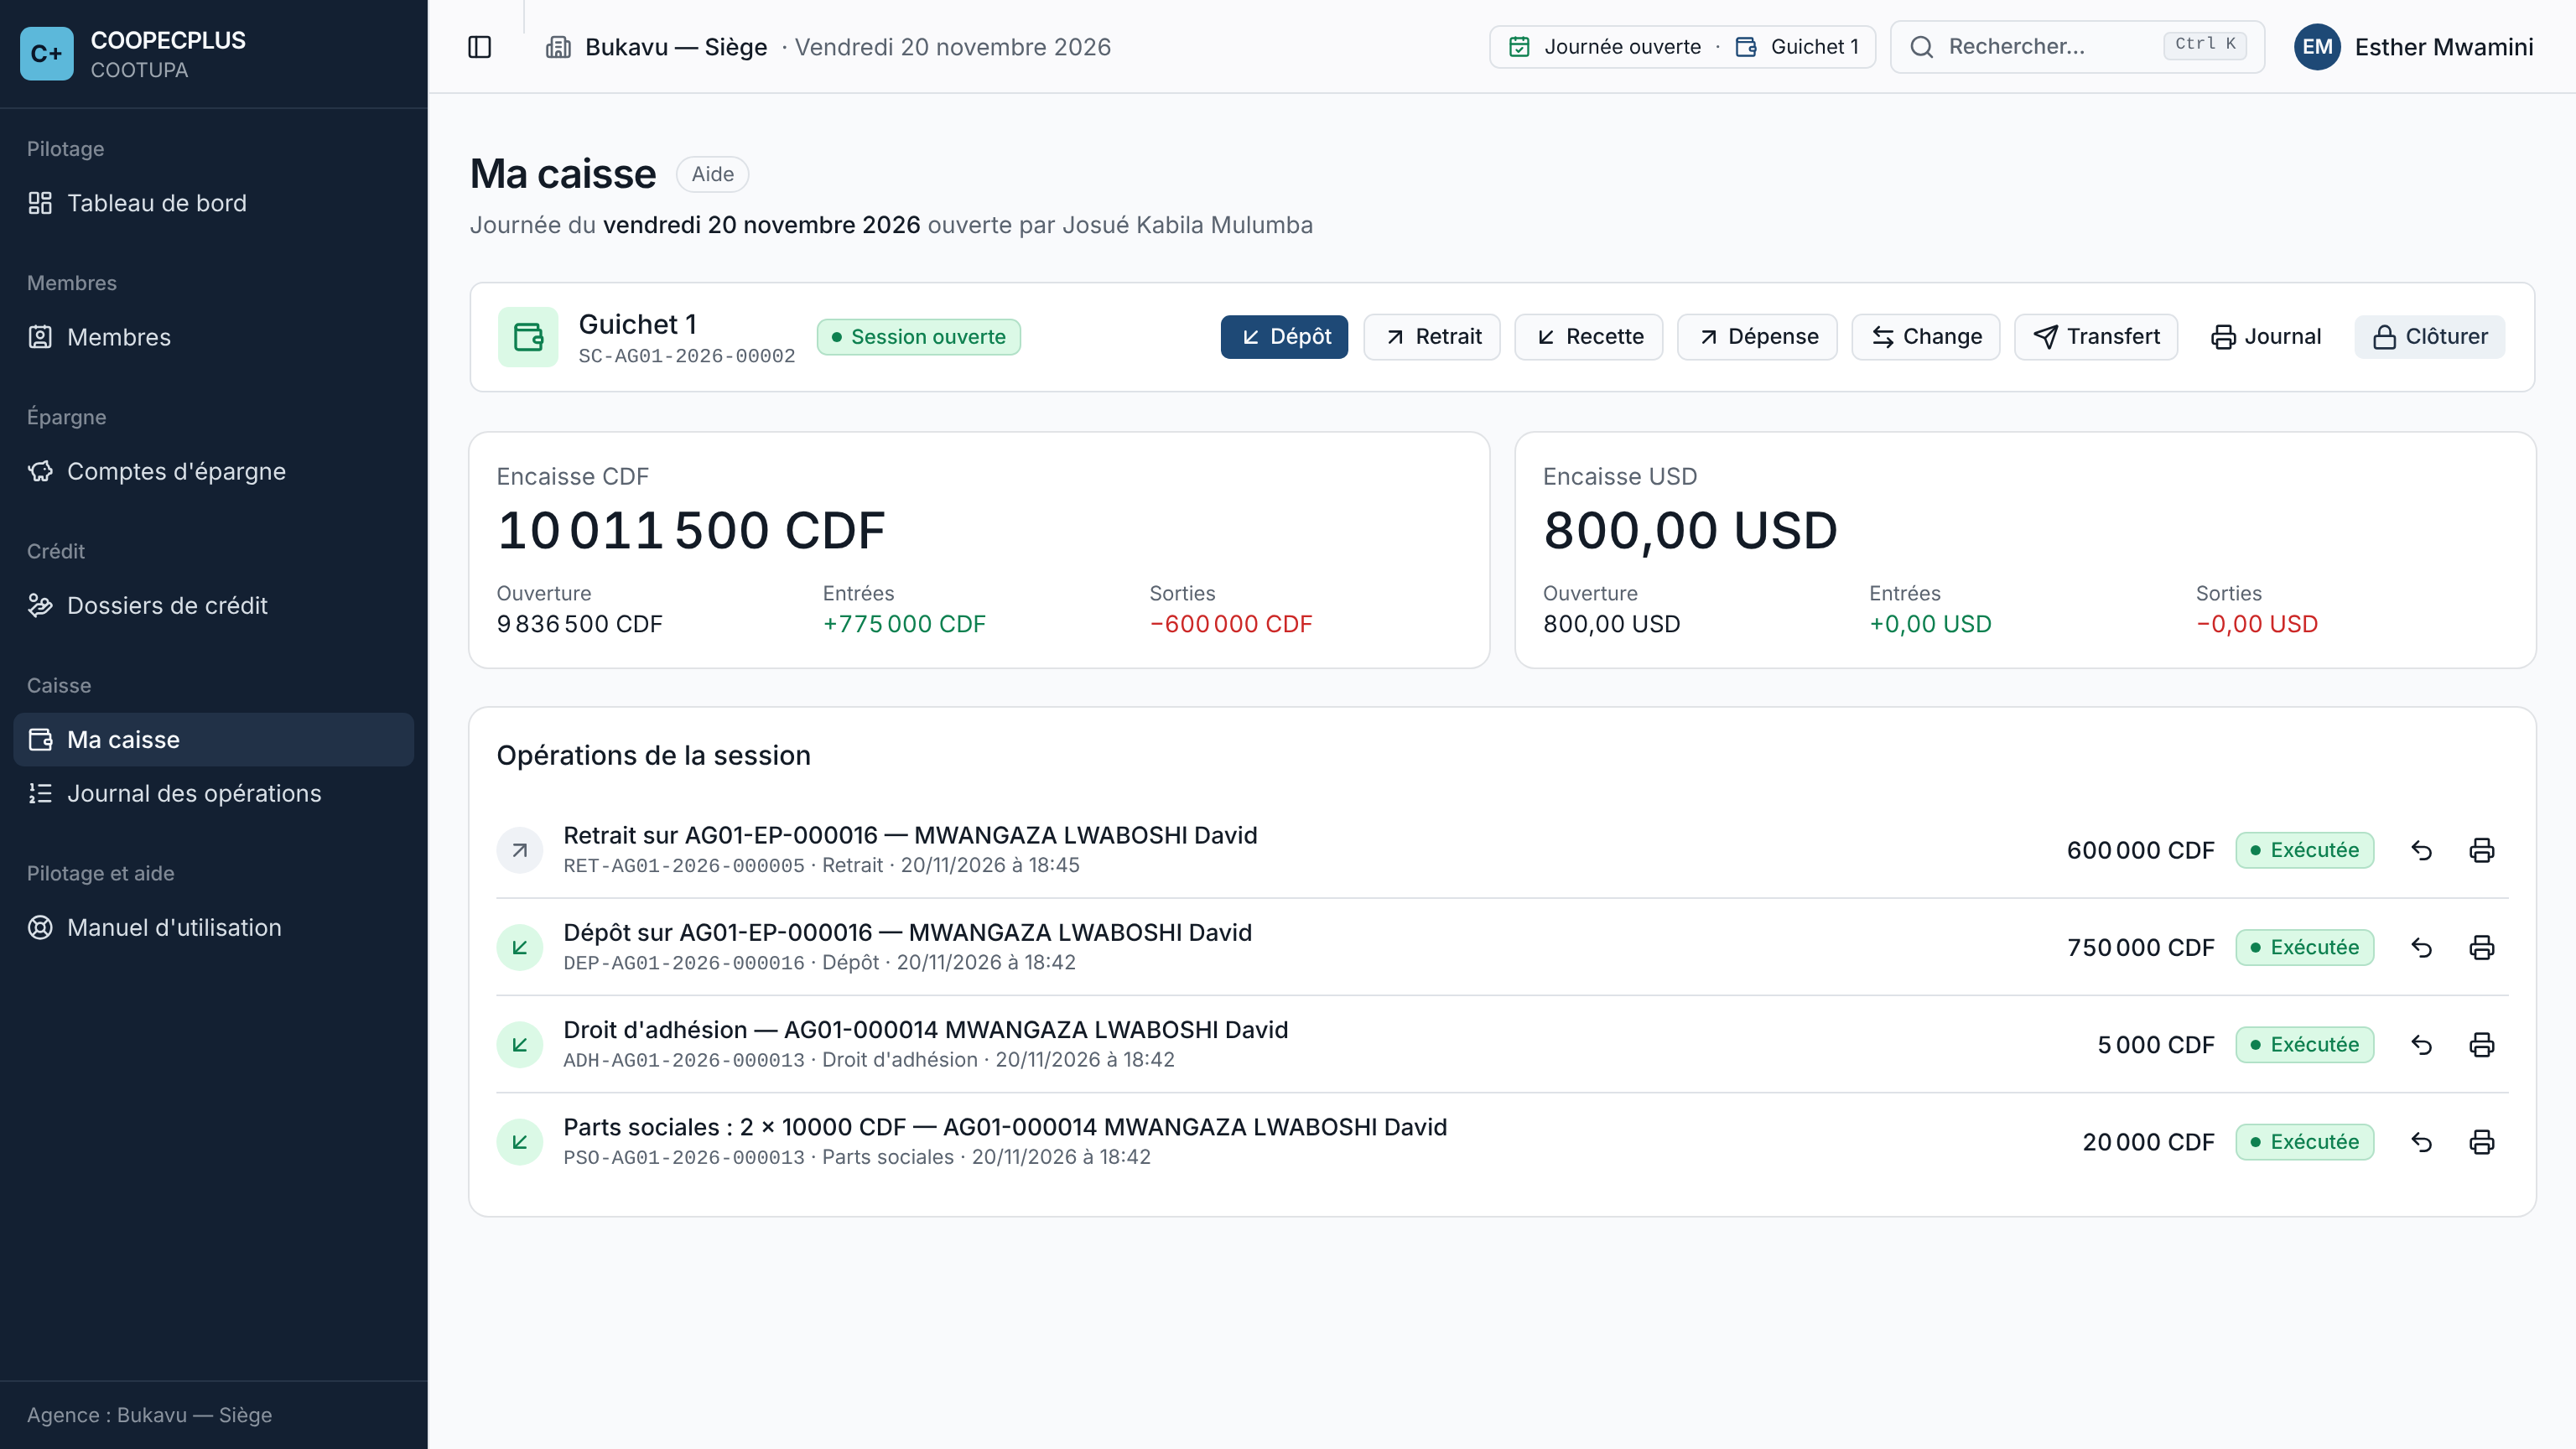 C+
COOPECPLUS
COOTUPA
Pilotage
Tableau de bord
Membres
Membres
Épargne
Comptes d'épargne
Crédit
Dossiers de crédit
Caisse
Ma caisse
Journal des opérations
Pilotage et aide
Manuel d'utilisation
Agence : Bukavu — Siège
Bukavu — Siège · Vendredi 20 novembre 2026
Journée ouverte · Guichet 1
Rechercher... Ctrl K
EM Esther Mwamini
Ma caisse Aide
Journée du vendredi 20 novembre 2026 ouverte par Josué Kabila Mulumba
Guichet 1
SC-AG01-2026-00002
Session ouverte
Dépôt Retrait Recette Dépense Change Transfert Journal Clôturer
Encaisse CDF
10 011 500 CDF
Ouverture Entrées Sorties
9 836 500 CDF +775 000 CDF −600 000 CDF
Encaisse USD
800,00 USD
Ouverture Entrées Sorties
800,00 USD +0,00 USD −0,00 USD
Opérations de la session
Retrait sur AG01-EP-000016 — MWANGAZA LWABOSHI David
RET-AG01-2026-000005 · Retrait · 20/11/2026 à 18:45
600 000 CDF Exécutée
Dépôt sur AG01-EP-000016 — MWANGAZA LWABOSHI David
DEP-AG01-2026-000016 · Dépôt · 20/11/2026 à 18:42
750 000 CDF Exécutée
Droit d'adhésion — AG01-000014 MWANGAZA LWABOSHI David
ADH-AG01-2026-000013 · Droit d'adhésion · 20/11/2026 à 18:42
5 000 CDF Exécutée
Parts sociales : 2 × 10000 CDF — AG01-000014 MWANGAZA LWABOSHI David
PSO-AG01-2026-000013 · Parts sociales · 20/11/2026 à 18:42
20 000 CDF Exécutée